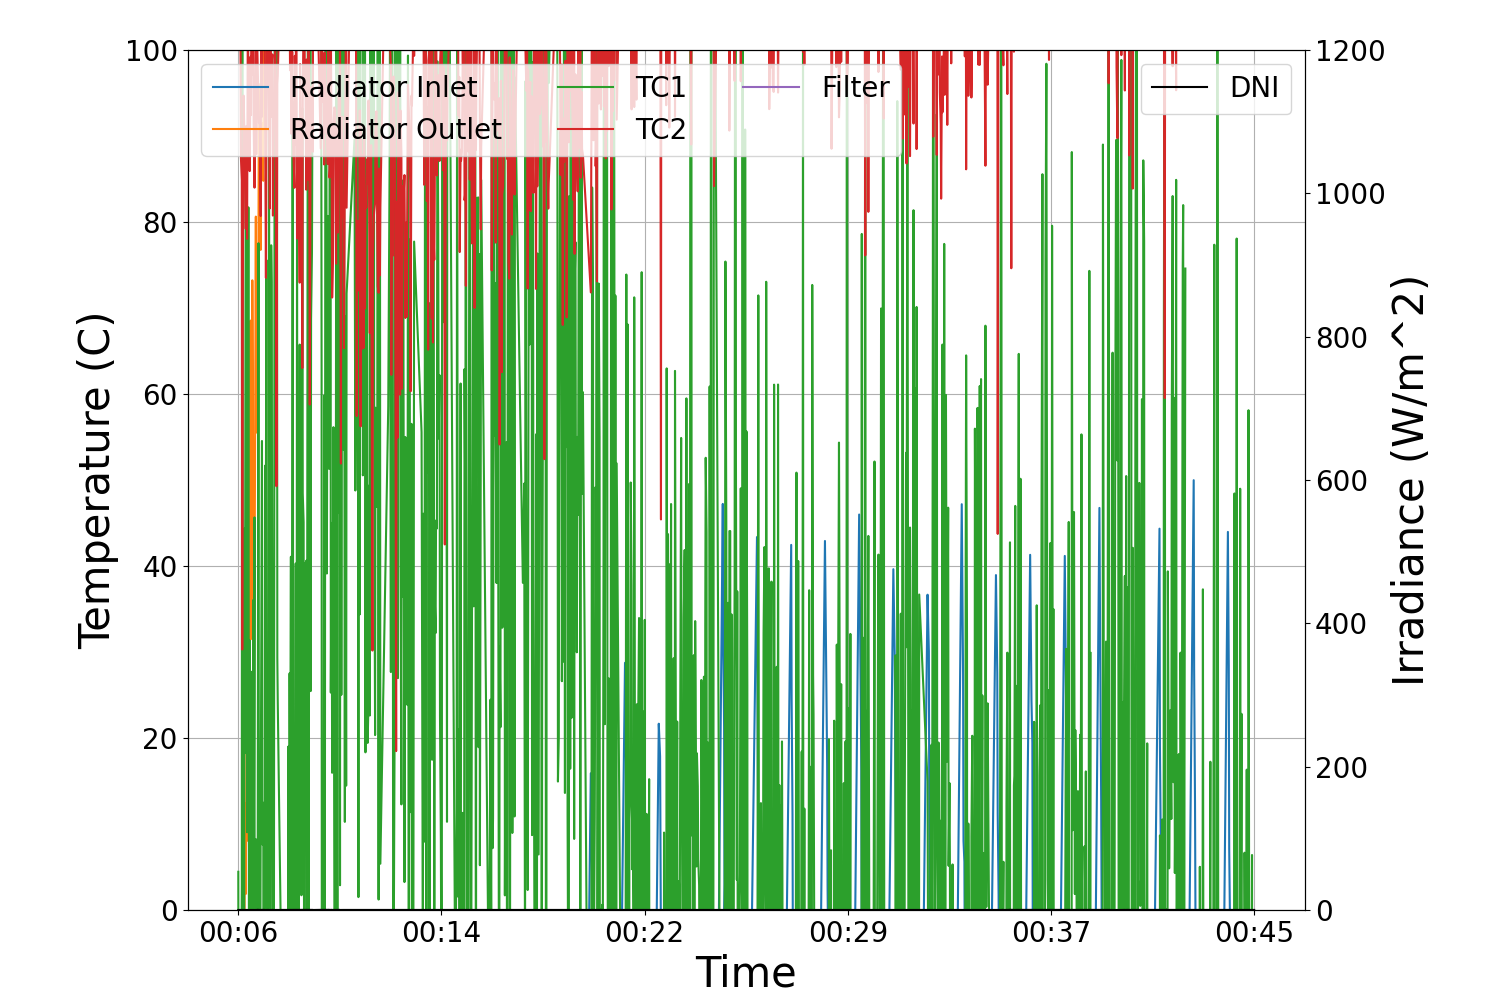 Radiator Inlet
Radiator Outlet
TC1
TC2
Filter
DNI
Temperature (C)
100
80
60
40
20
0
Irradiance (W/m^2)
1200
1000
800
600
400
200
0
00:06 00:14 00:22 00:29 00:37 00:45
Time